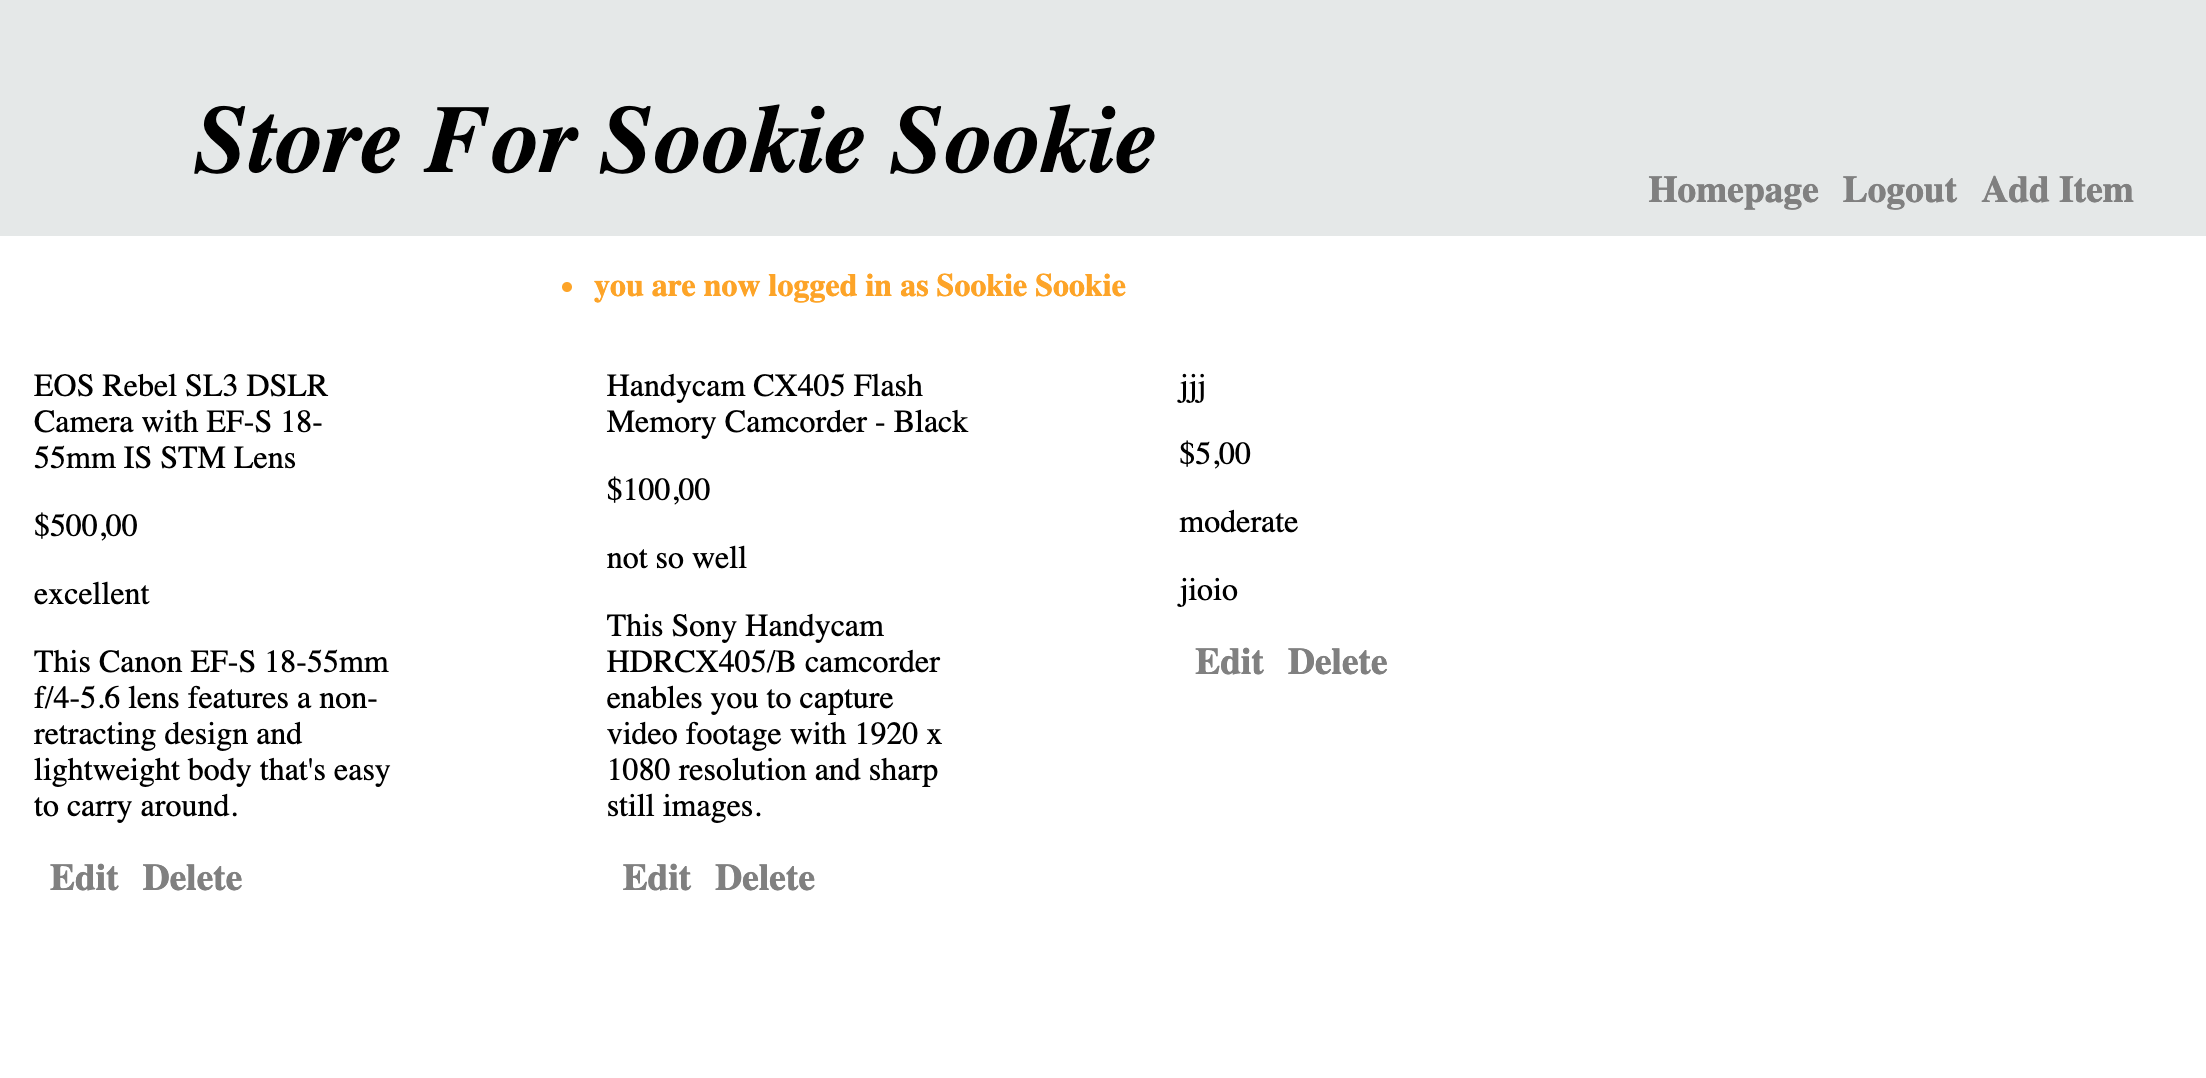 Store For Sookie Sookie
Homepage Logout Add Item
• you are now logged in as Sookie Sookie
EOS Rebel SL3 DSLR
Camera with EF-S 18-
55mm IS STM Lens
$500,00
excellent
This Canon EF-S 18-55mm
f/4-5.6 lens features a non-
retracting design and
lightweight body that's easy
to carry around.
Edit Delete
Handycam CX405 Flash
Memory Camcorder - Black
$100,00
not so well
This Sony Handycam
HDRCX405/B camcorder
enables you to capture
video footage with 1920 x
1080 resolution and sharp
still images.
Edit Delete
jjj
$5,00
moderate
jioio
Edit Delete